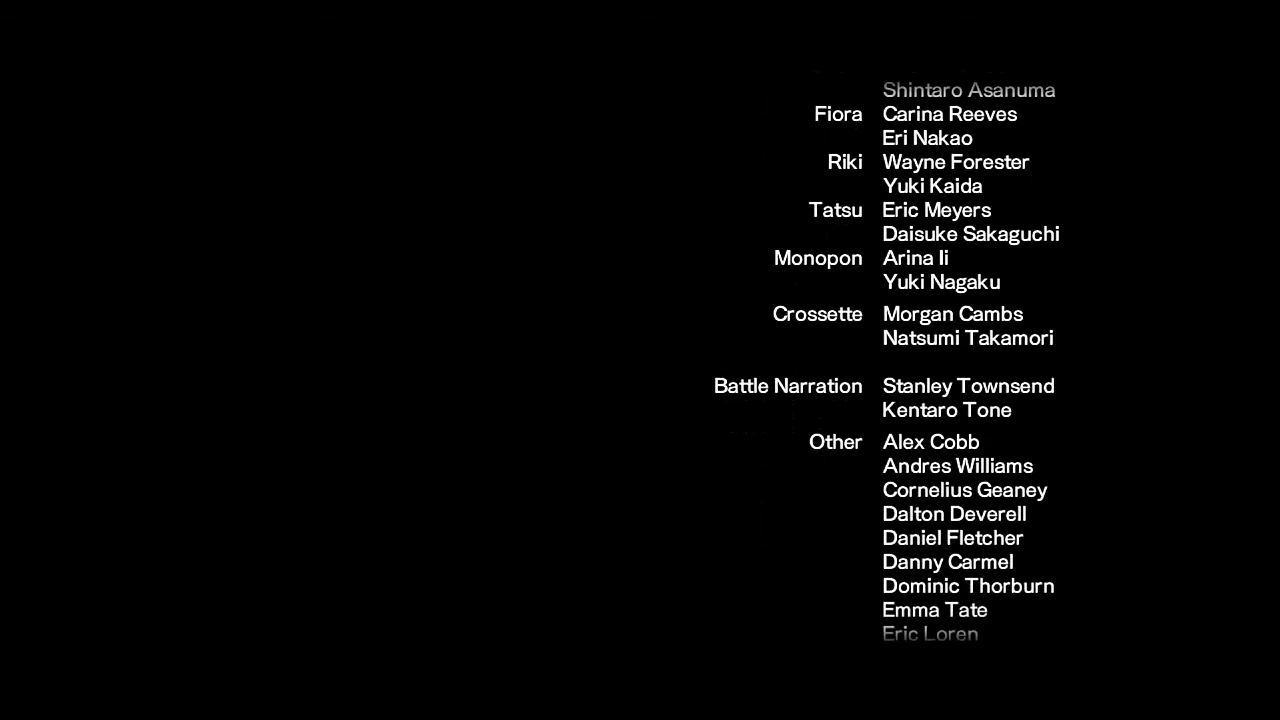 Shintaro Asanuma
Fiora Carina Reeves
Eri Nakao
Riki Wayne Forester
Yuki Kaida
Tatsu Eric Meyers
Daisuke Sakaguchi
Monopon Arina Ii
Yuki Nagaku
Crossette Morgan Cambs
Natsumi Takamori
Battle Narration Stanley Townsend
Kentaro Tone
Other Alex Cobb
Andres Williams
Cornelius Geaney
Dalton Deverell
Daniel Fletcher
Danny Carmel
Dominic Thorburn
Emma Tate
Eric Loren